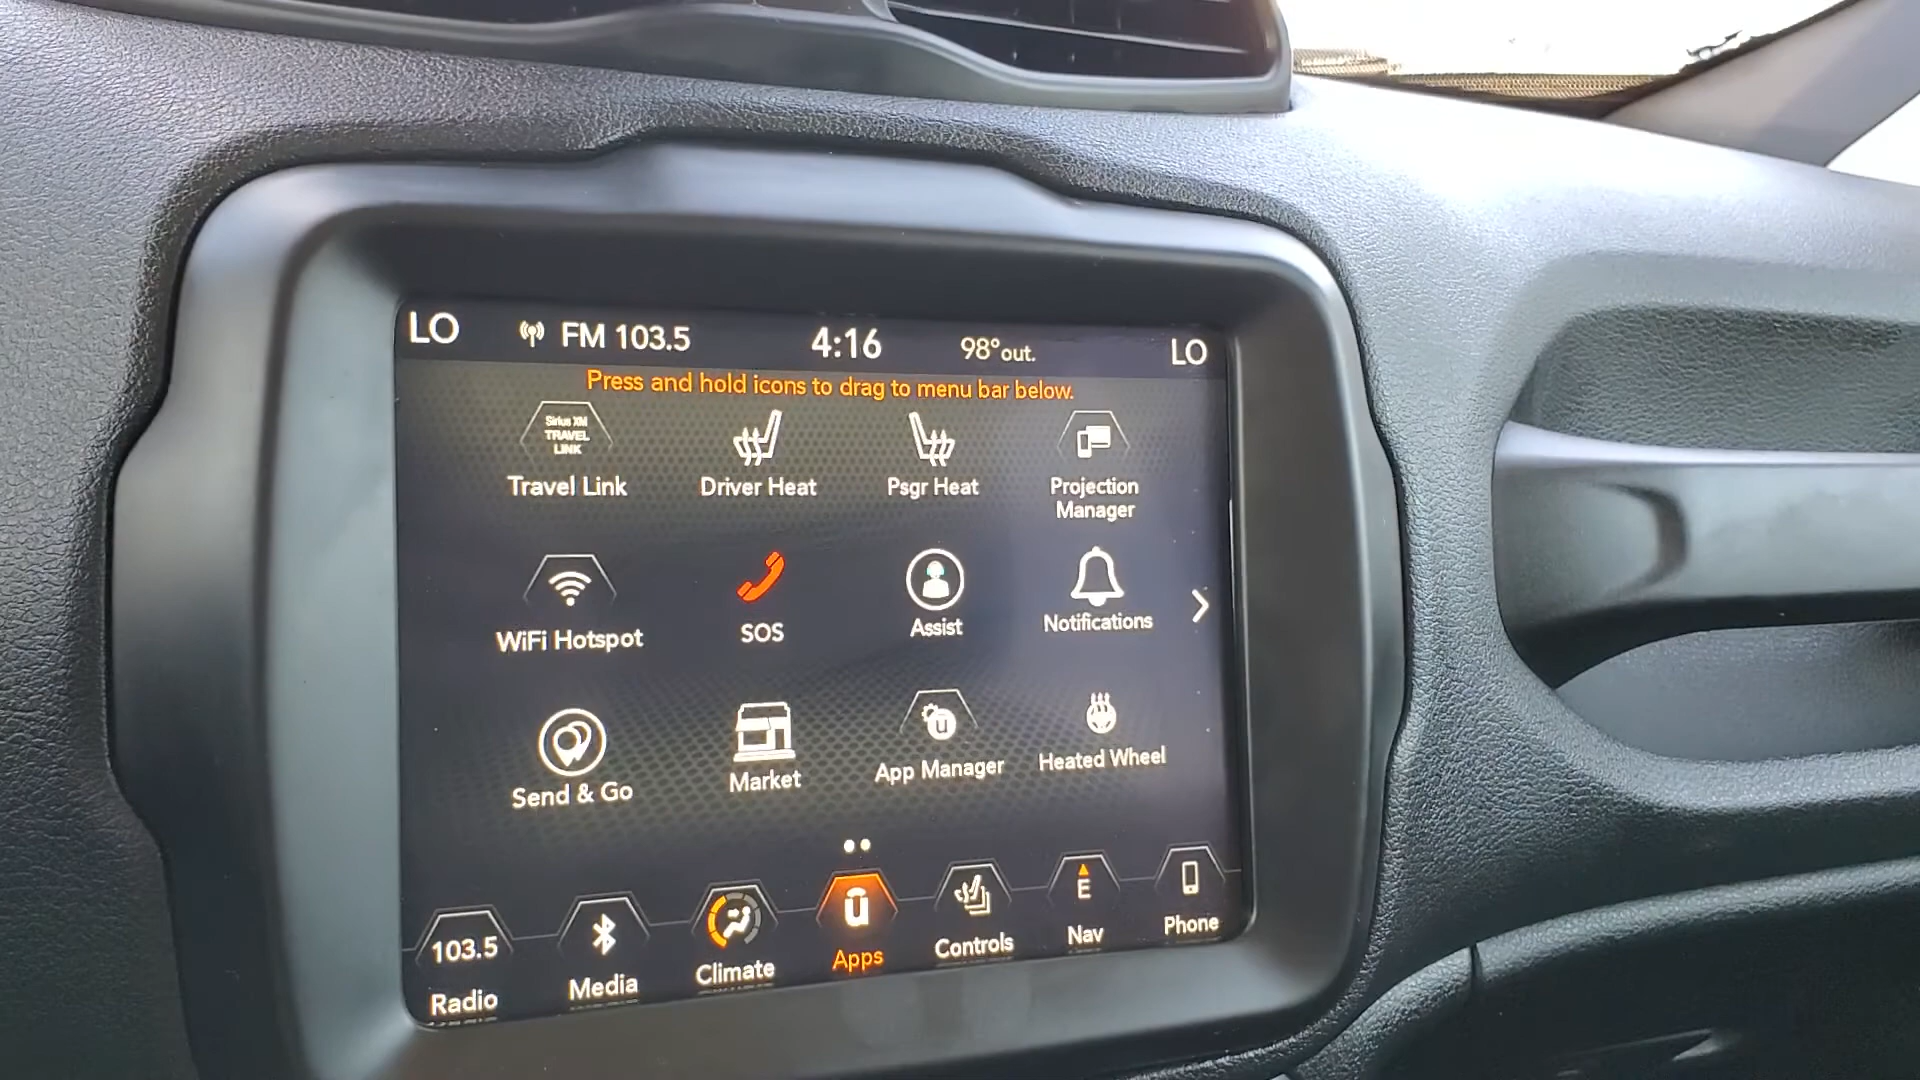 LO FM 103.5 4:16 98°out. LO
Press and hold icons to drag to menu bar below.
Sirius XM
TRAVEL
LINK
Travel Link Driver Heat Psgr Heat Projection
Manager
WiFi Hotspot SOS Assist Notifications
u
Send & Go Market App Manager Heated Wheel
103.5 u E
Radio Media Climate Apps Controls Nav Phone